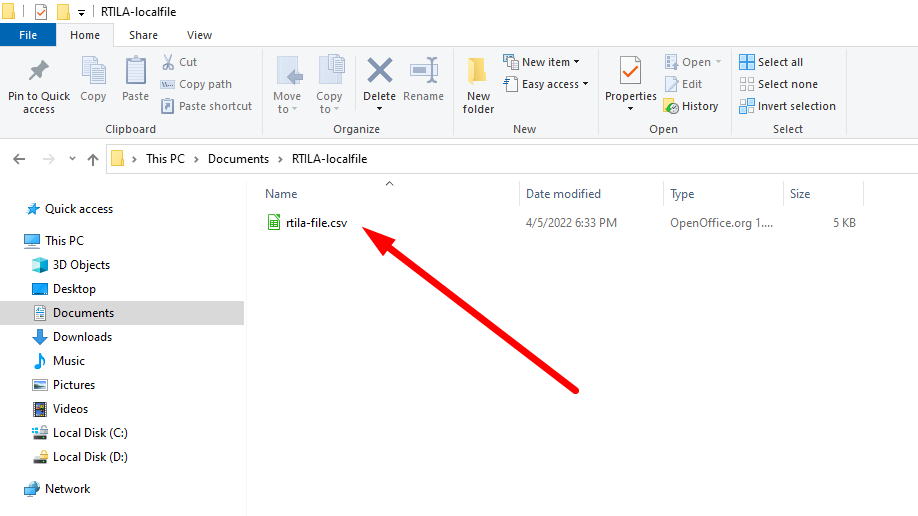 RTILA-localfile
File Home Share View
Pin to Quick access
Copy
Paste
Cut
Copy path
Paste shortcut
Clipboard
Move to
Copy to
Delete
Rename
Organize
New folder
New item
Easy access
New
Properties
Open
Edit
History
Open
Select all
Select none
Invert selection
Select
This PC > Documents > RTILA-localfile
Name Date modified Type Size
rtila-file.csv 4/5/2022 6:33 PM OpenOffice.org 1.... 5 KB
Quick access
This PC
3D Objects
Desktop
Documents
Downloads
Music
Pictures
Videos
Local Disk (C:)
Local Disk (D:)
Network